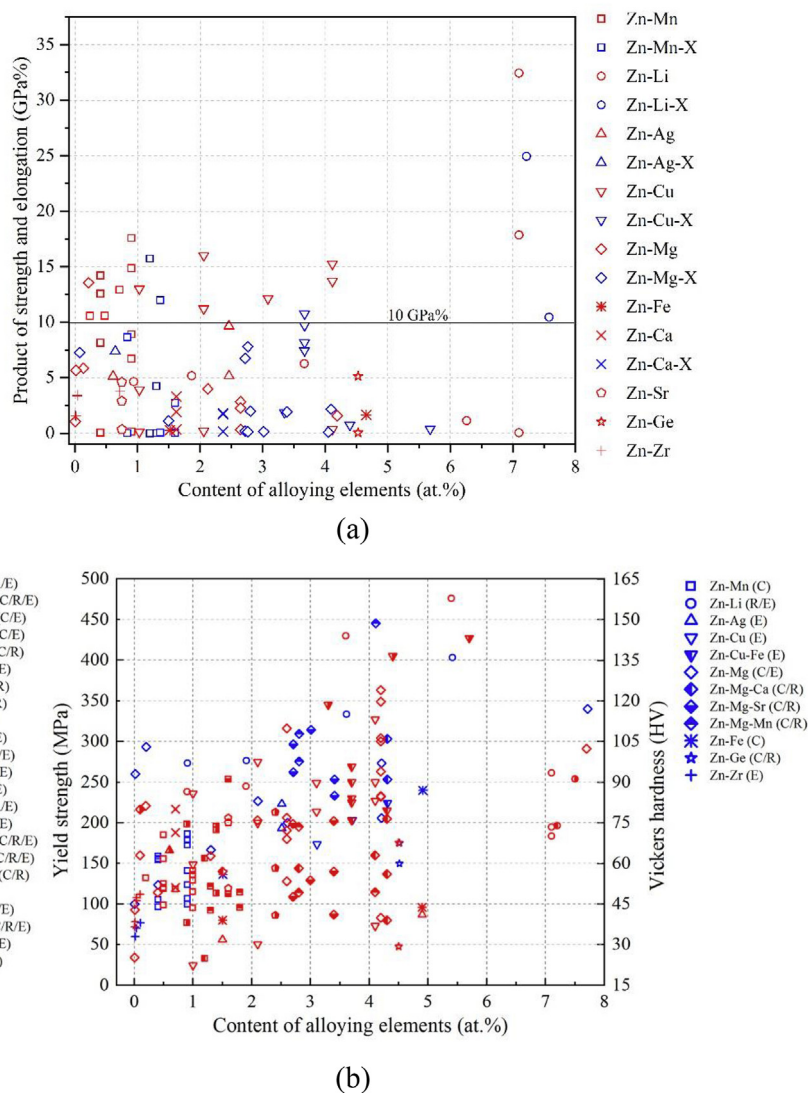 Product of strength and elongation (GPa%)
35
30
25
20
15
10
5
0
10 GPa%
0 1 2 3 4 5 6 7 8
Content of alloying elements (at.%)
Zn-Mn
Zn-Mn-X
Zn-Li
Zn-Li-X
Zn-Ag
Zn-Ag-X
Zn-Cu
Zn-Cu-X
Zn-Mg
Zn-Mg-X
Zn-Fe
Zn-Ca
Zn-Ca-X
Zn-Sr
Zn-Ge
Zn-Zr
(a)
/E)
C/R/E)
C/E)
C/E)
C/R)
E)
R)
R)
E)
/E)
E)
E)
/E)
E)
C/R/E)
C/R/E)
(C/R)
/E)
C/R/E)
E)
)
Yield strength (MPa)
500
450
400
350
300
250
200
150
100
50
0
0 1 2 3 4 5 6 7 8
Content of alloying elements (at.%)
165
150
135
120
105
90
75
60
45
30
15
Vickers hardness (HV)
Zn-Mn (C)
Zn-Li (R/E)
Zn-Ag (E)
Zn-Cu (E)
Zn-Cu-Fe (E)
Zn-Mg (C/E)
Zn-Mg-Ca (C/R)
Zn-Mg-Sr (C/R)
Zn-Mg-Mn (C/R)
Zn-Fe (C)
Zn-Ge (C/R)
Zn-Zr (E)
(b)